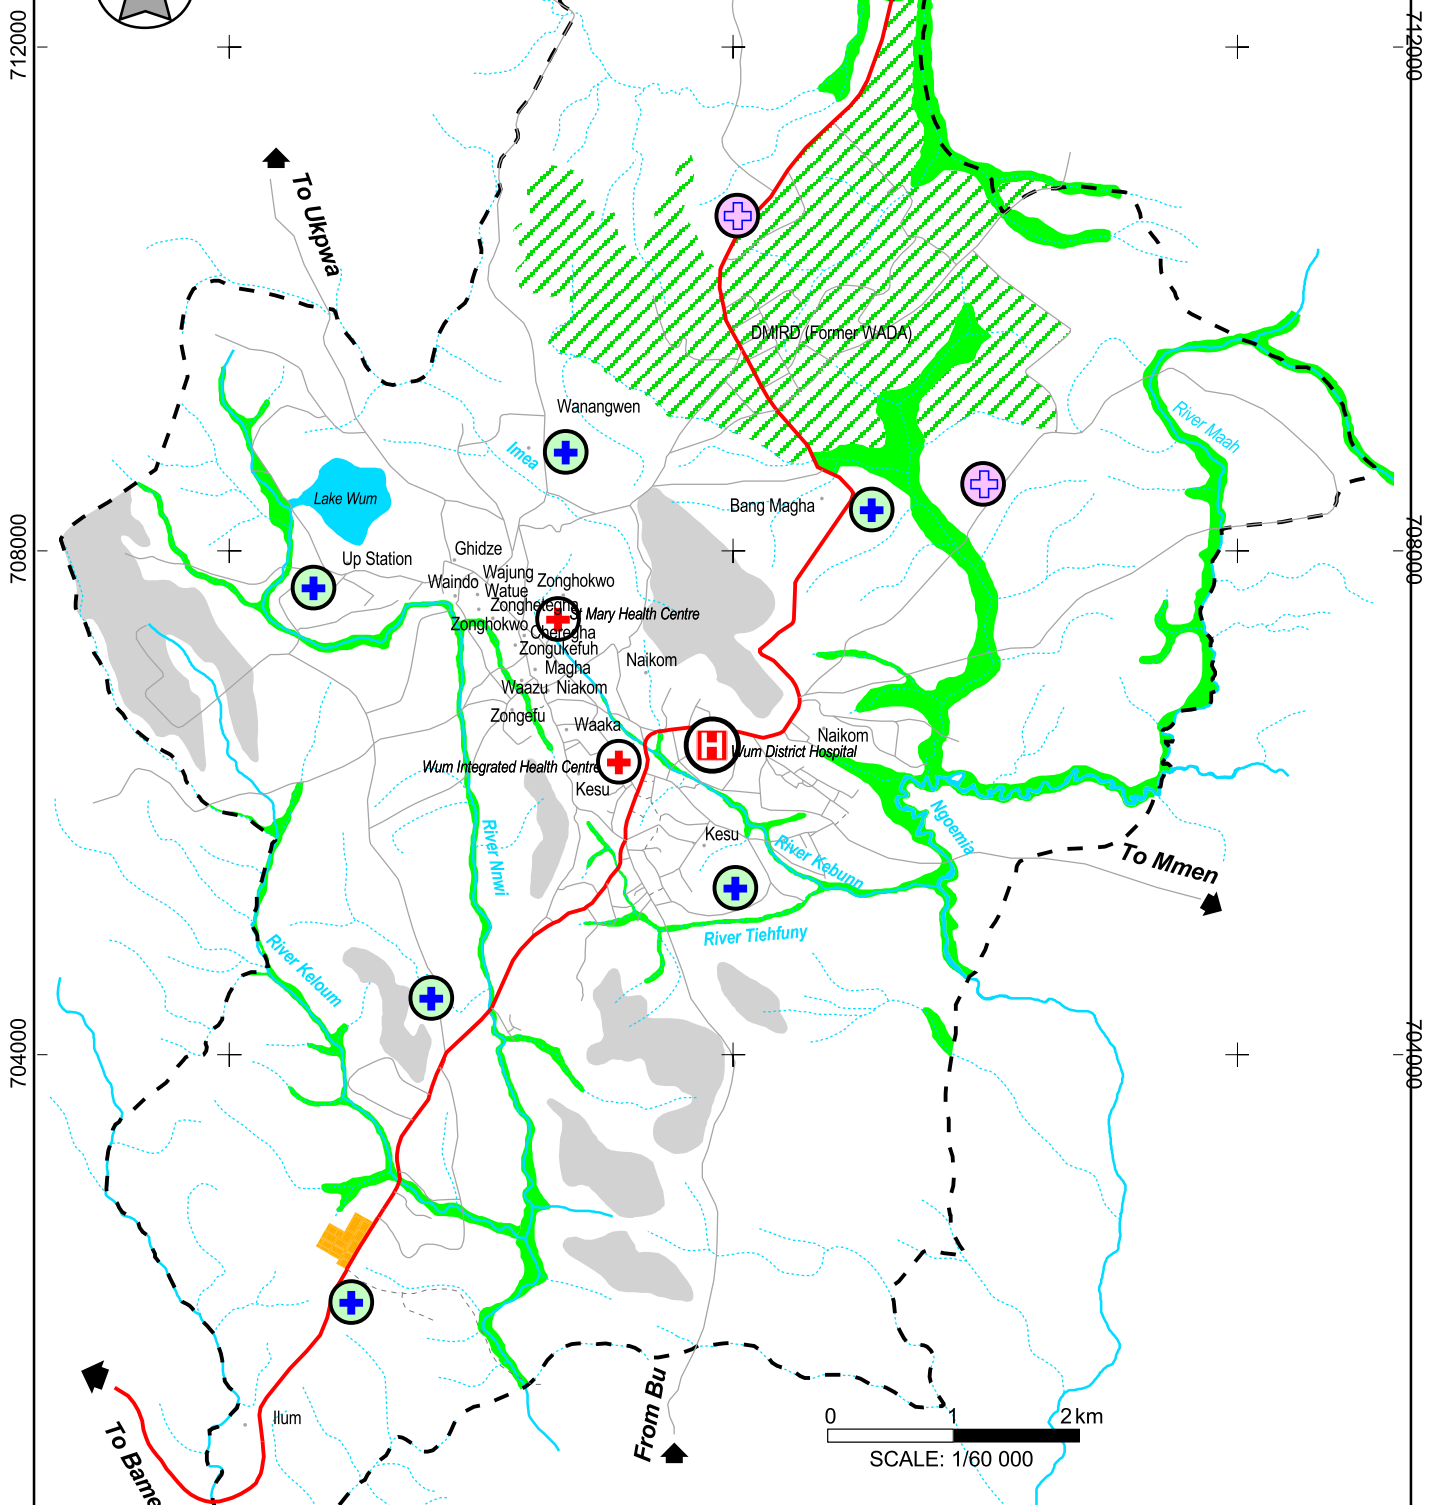 712000
712000
To Ukpwa
DMIRD (Former WADA)
Wanangwen
River Maah
Imea
Lake Wum
Bang Magha
708000
708000
Up Station
Ghidze
Wajung
Waindo
Zonghokwo
Watue
Zonghetegha
St Mary Health Centre
Zonghokwo
Cheregha
Zongukefuh
Naikom
Magha
Waazu
Niakom
Zongefu
Waaka
Naikom
Wum District Hospital
Wum Integrated Health Centre
Kesu
Ngoemla
River Nnwi
Kesu
River Kebunn
To Mmen
River Tiehfuny
River Keloum
704000
704000
From Bu
Ilum
To Bame
0 1 2 km
SCALE: 1/60 000